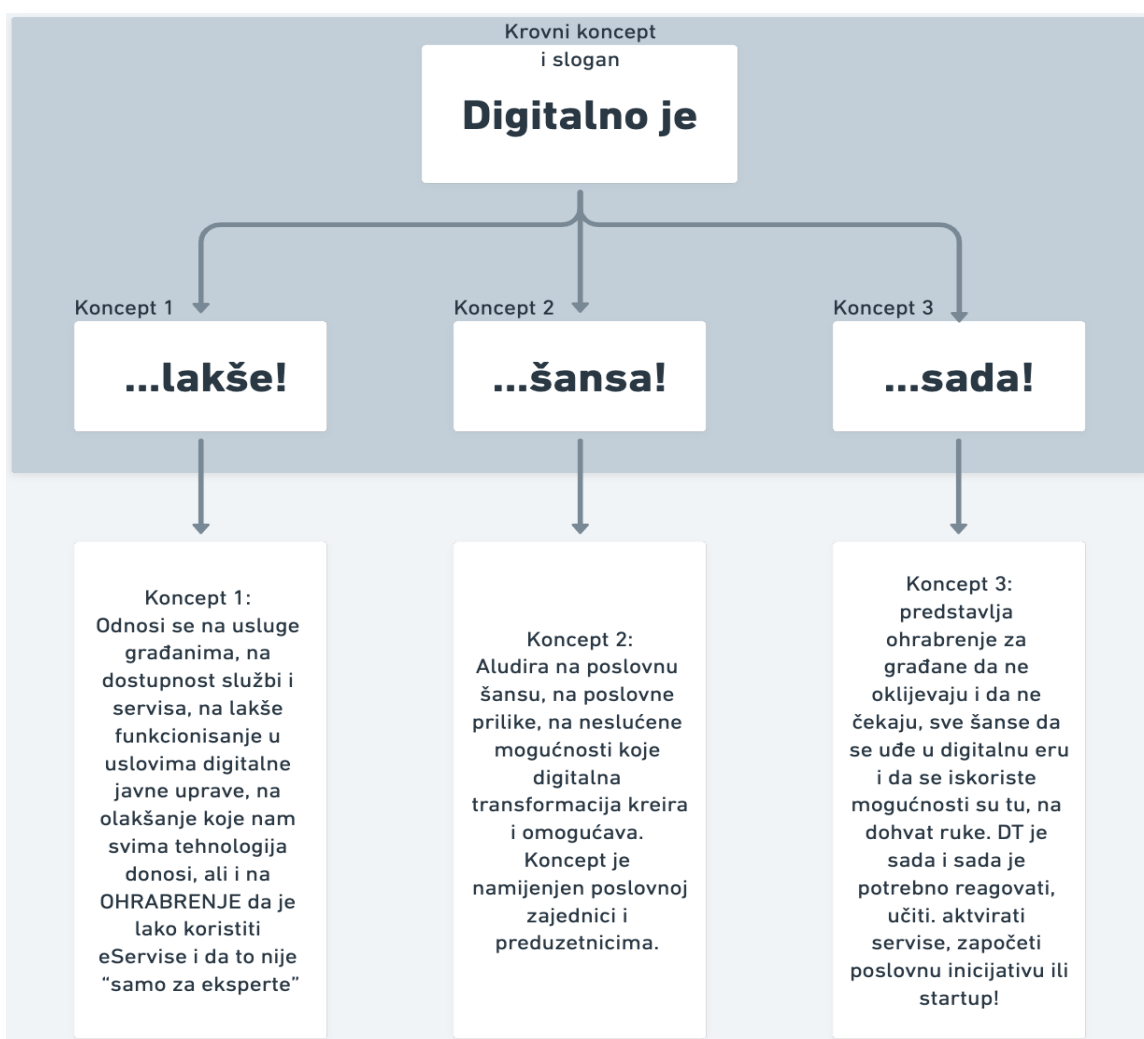 Krovni koncept
i slogan
Digitalno je
Koncept 1
...lakše!
Koncept 2
...šansa!
Koncept 3
...sada!
Koncept 1:
Odnosi se na usluge
građanima, na
dostupnost službi i
servisa, na lakše
funkcionisanje u
uslovima digitalne
javne uprave, na
olakšanje koje nam
svima tehnologija
donosi, ali i na
OHRABRENJE da je
lako koristiti
eServise i da to nije
“samo za eksperte”
Koncept 2:
Aludira na poslovnu
šansu, na poslovne
prilike, na neslućene
mogućnosti koje
digitalna
transformacija kreira
i omogućava.
Koncept je
namijenjen poslovnoj
zajednici i
preduzetnicima.
Koncept 3:
predstavlja
ohrabrenje za
građane da ne
oklijevaju i da ne
čekaju, sve šanse da
se uđe u digitalnu eru
i da se iskoriste
mogućnosti su tu, na
dohvat ruke. DT je
sada i sada je
potrebno reagovati,
učiti. aktvirati
servise, započeti
poslovnu inicijativu ili
startup!